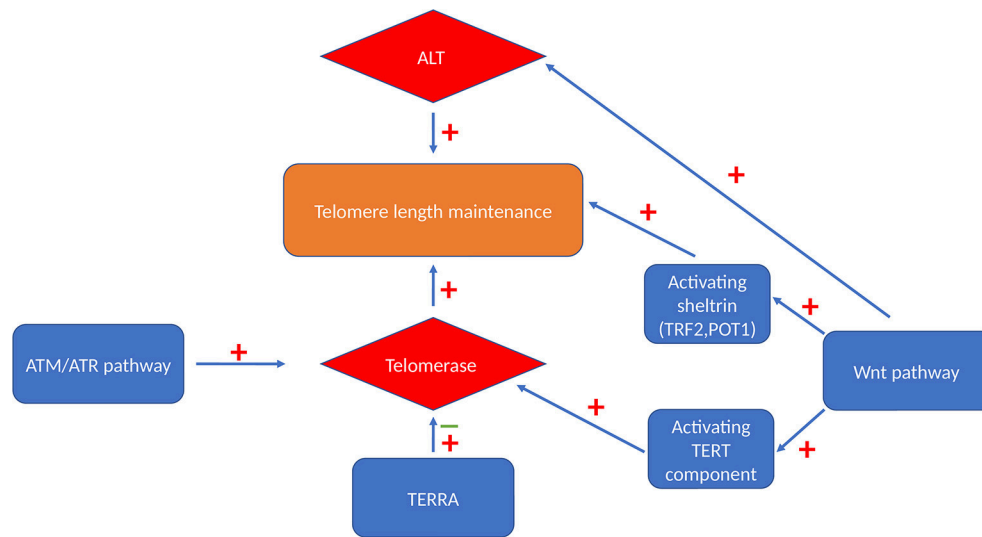 ALT
+
+
Telomere length maintenance
+
Activating
sheltrin
(TRF2,POT1)
+
+
ATM/ATR pathway
+
Telomerase
Wnt pathway
+
Activating
TERT
component
+
−
+
TERRA